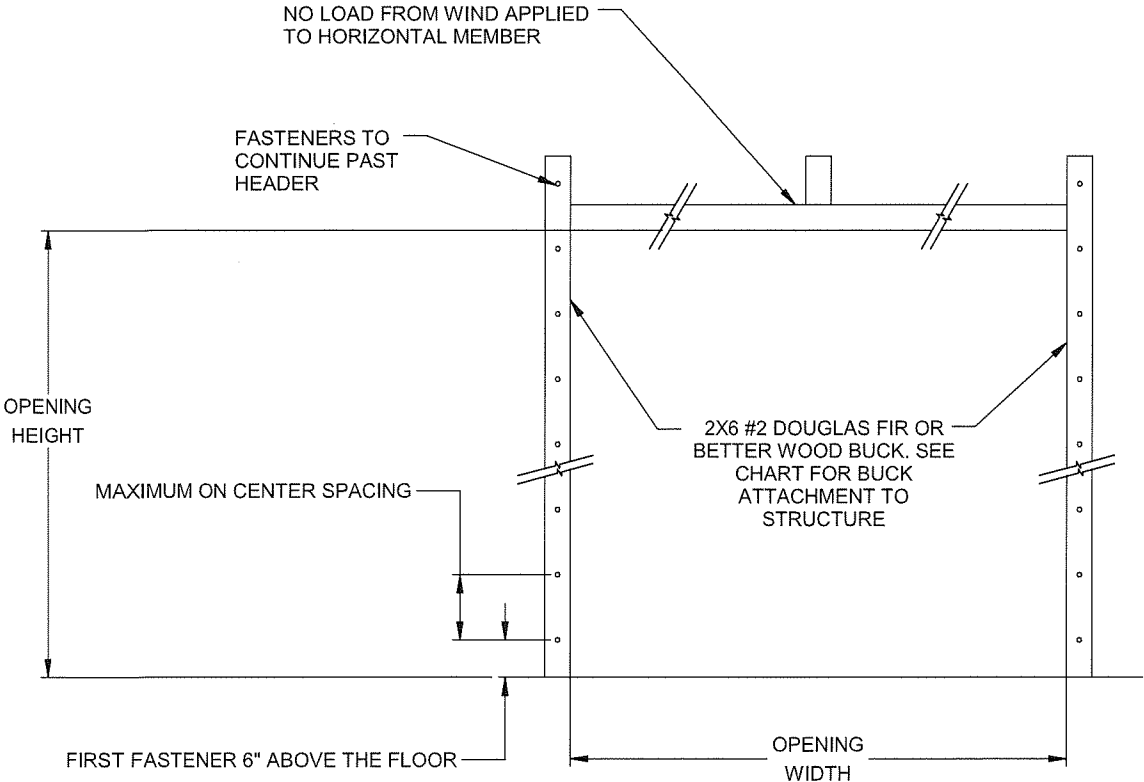 NO LOAD FROM WIND APPLIED
TO HORIZONTAL MEMBER
FASTENERS TO
CONTINUE PAST
HEADER
OPENING
HEIGHT
2X6 #2 DOUGLAS FIR OR
BETTER WOOD BUCK. SEE
CHART FOR BUCK
ATTACHMENT TO
STRUCTURE
MAXIMUM ON CENTER SPACING
FIRST FASTENER 6" ABOVE THE FLOOR
OPENING
WIDTH